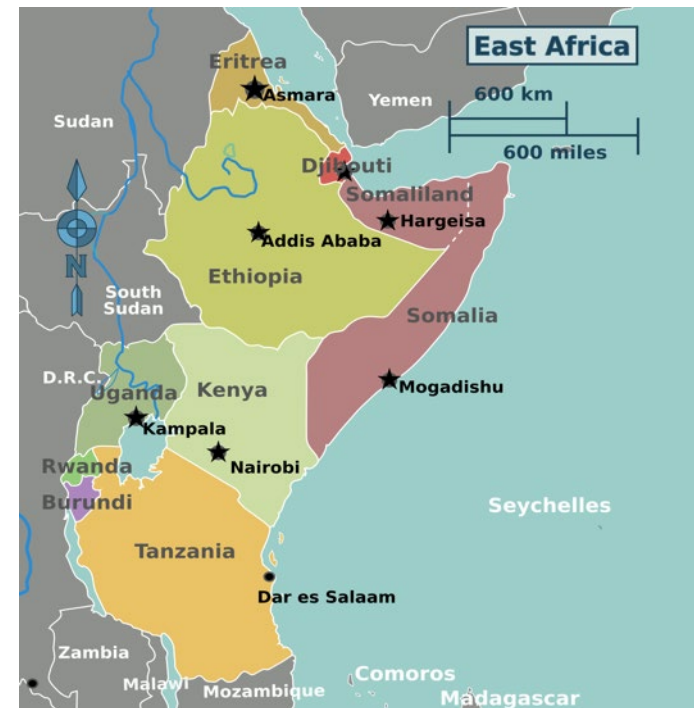 East Africa
600 km
600 miles
Eritrea
Asmara
Yemen
Sudan
Djibouti
Somaliland
Hargeisa
Addis Ababa
Ethiopia
N
South
Sudan
Somalia
D.R.C.
Uganda
Kenya
Mogadishu
Kampala
Nairobi
Rwanda
Burundi
Seychelles
Tanzania
Dar es Salaam
Zambia
Malawi
Mozambique
Comoros
Madagascar